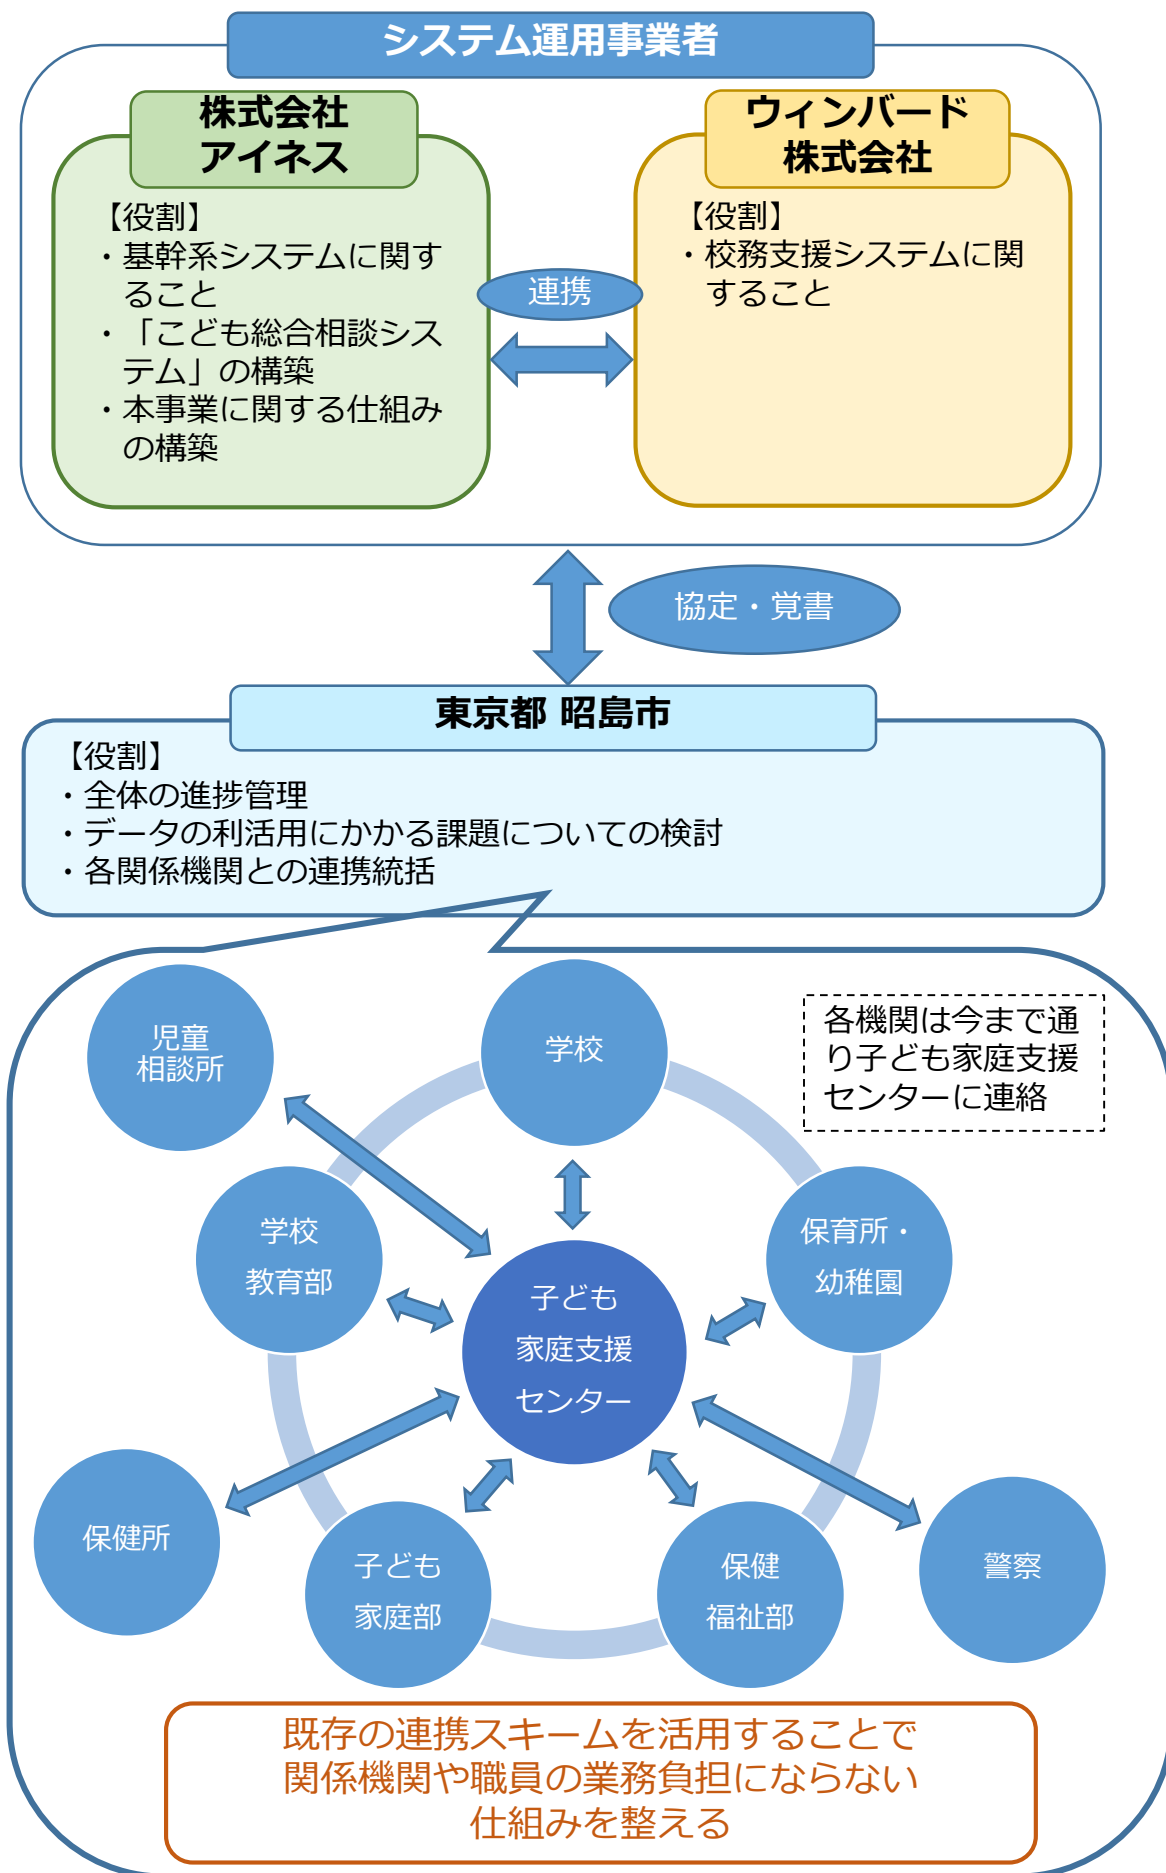 システム運用事業者
株式会社
アイネス
【役割】
・基幹系システムに関す
ること
・「こども総合相談シス
テム」の構築
・本事業に関する仕組み
の構築
連携
ウィンバード
株式会社
【役割】
・校務支援システムに関
すること
協定・覚書
東京都 昭島市
【役割】
・全体の進捗管理
・データの利活用にかかる課題についての検討
・各関係機関との連携統括
児童
相談所
学校
各機関は今まで通
り子ども家庭支援
センターに連絡
学校
教育部
保育所・
幼稚園
子ども
家庭支援
センター
保健所
子ども
家庭部
保健
福祉部
警察
既存の連携スキームを活用することで
関係機関や職員の業務負担にならない
仕組みを整える